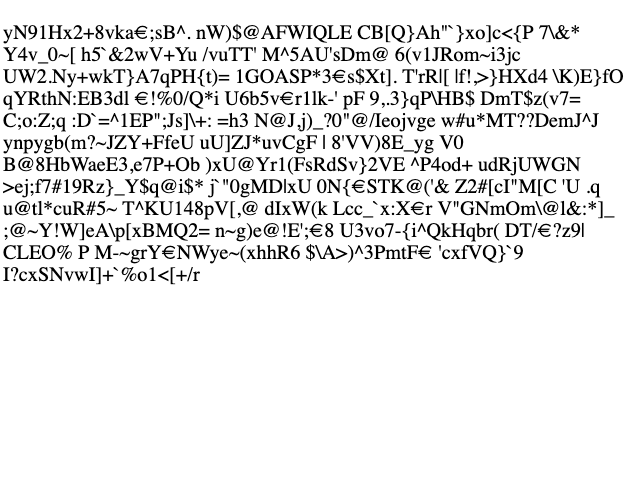 yN91Hx2+8vka€;sB^. nW)$@AFWIQLE CB[Q}Ah"`}xo]c<{P 7\&*
Y4v_0~[ h5`&2wV+Yu /vuTT' M^5AU'sDm@ 6(v1JRom~i3jc
UW2.Ny+wkT}A7qPH{t)= 1GOASP*3€s$Xt]. T'rRl[ |f!,>}HXd4 \K)E}fO
qYRthN:EB3dl €!%0/Q*i U6b5v€r1lk-' pF 9,.3}qP\HB$ DmT$z(v7=
C;o:Z;q :D`=^1EP";Js]\+: =h3 N@J,j)_?0"@/Ieojvge w#u*MT??DemJ^J
ynpygb(m?~JZY+FfeU uU]ZJ*uvCgF | 8'VV)8E_yg V0
B@8HbWaeE3,e7P+Ob )xU@Yr1(FsRdSv}2VE ^P4od+ udRjUWGN
>ej;f7#19Rz}_Y$q@i$* j`"0gMD|xU 0N{€STK@('& Z2#[cI"M[C 'U .q
u@tl*cuR#5~ T^KU148pV[,@ dIxW(k Lcc_`x:X€r V"GNmOm\@l&:*]_
;@~Y!W]eA\p[xBMQ2= n~g)e@!E';€8 U3vo7-{i^QkHqbr( DT/€?z9|
CLEO% P M-~grY€NWye~(xhhR6 $\A>)^3PmtF€ 'cxfVQ}`9
I?cxSNvwI]+`%o1<[+/r